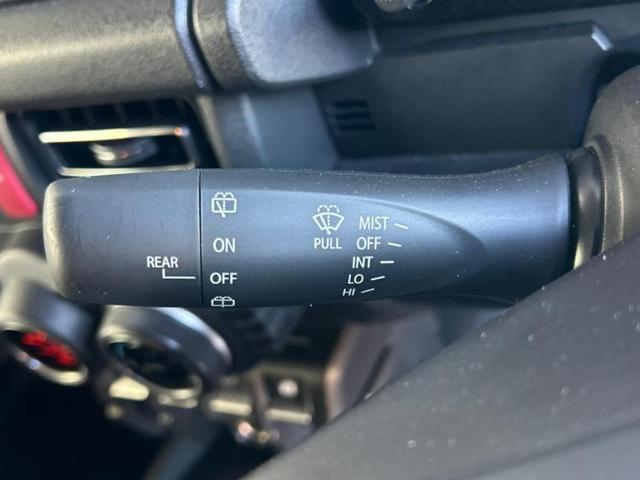 ON
REAR
OFF
PULL
MIST
OFF
INT
LO
HI